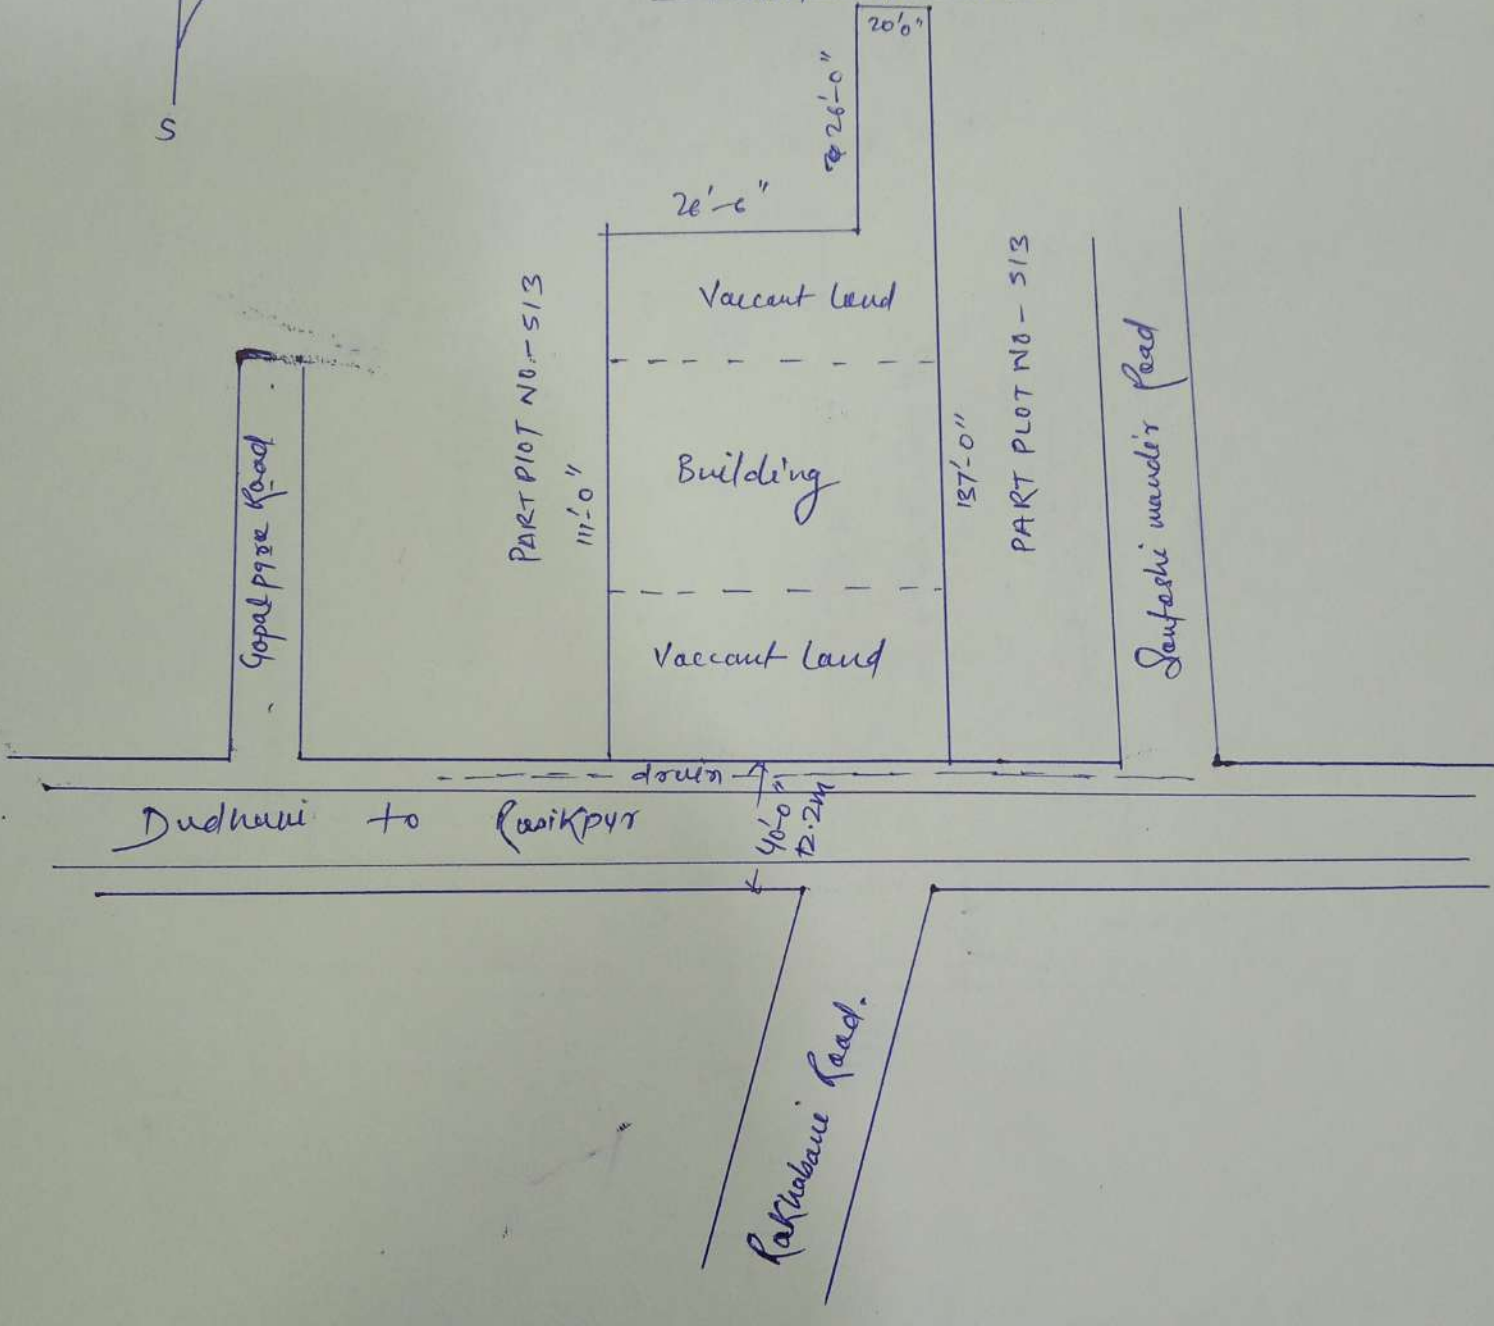 20'0"
S
26'-0"
26'-6"
Vaccant Land
PART PLOT NO.- 513
111'-0"
PART PLOT NO- 513
137'-0"
Building
Gopalpara Road
Santoshi mandir Road
Vaccant Land
drain
Dudhani to Rasikpur
40'-0"
12.2M
Rakhabani Road.